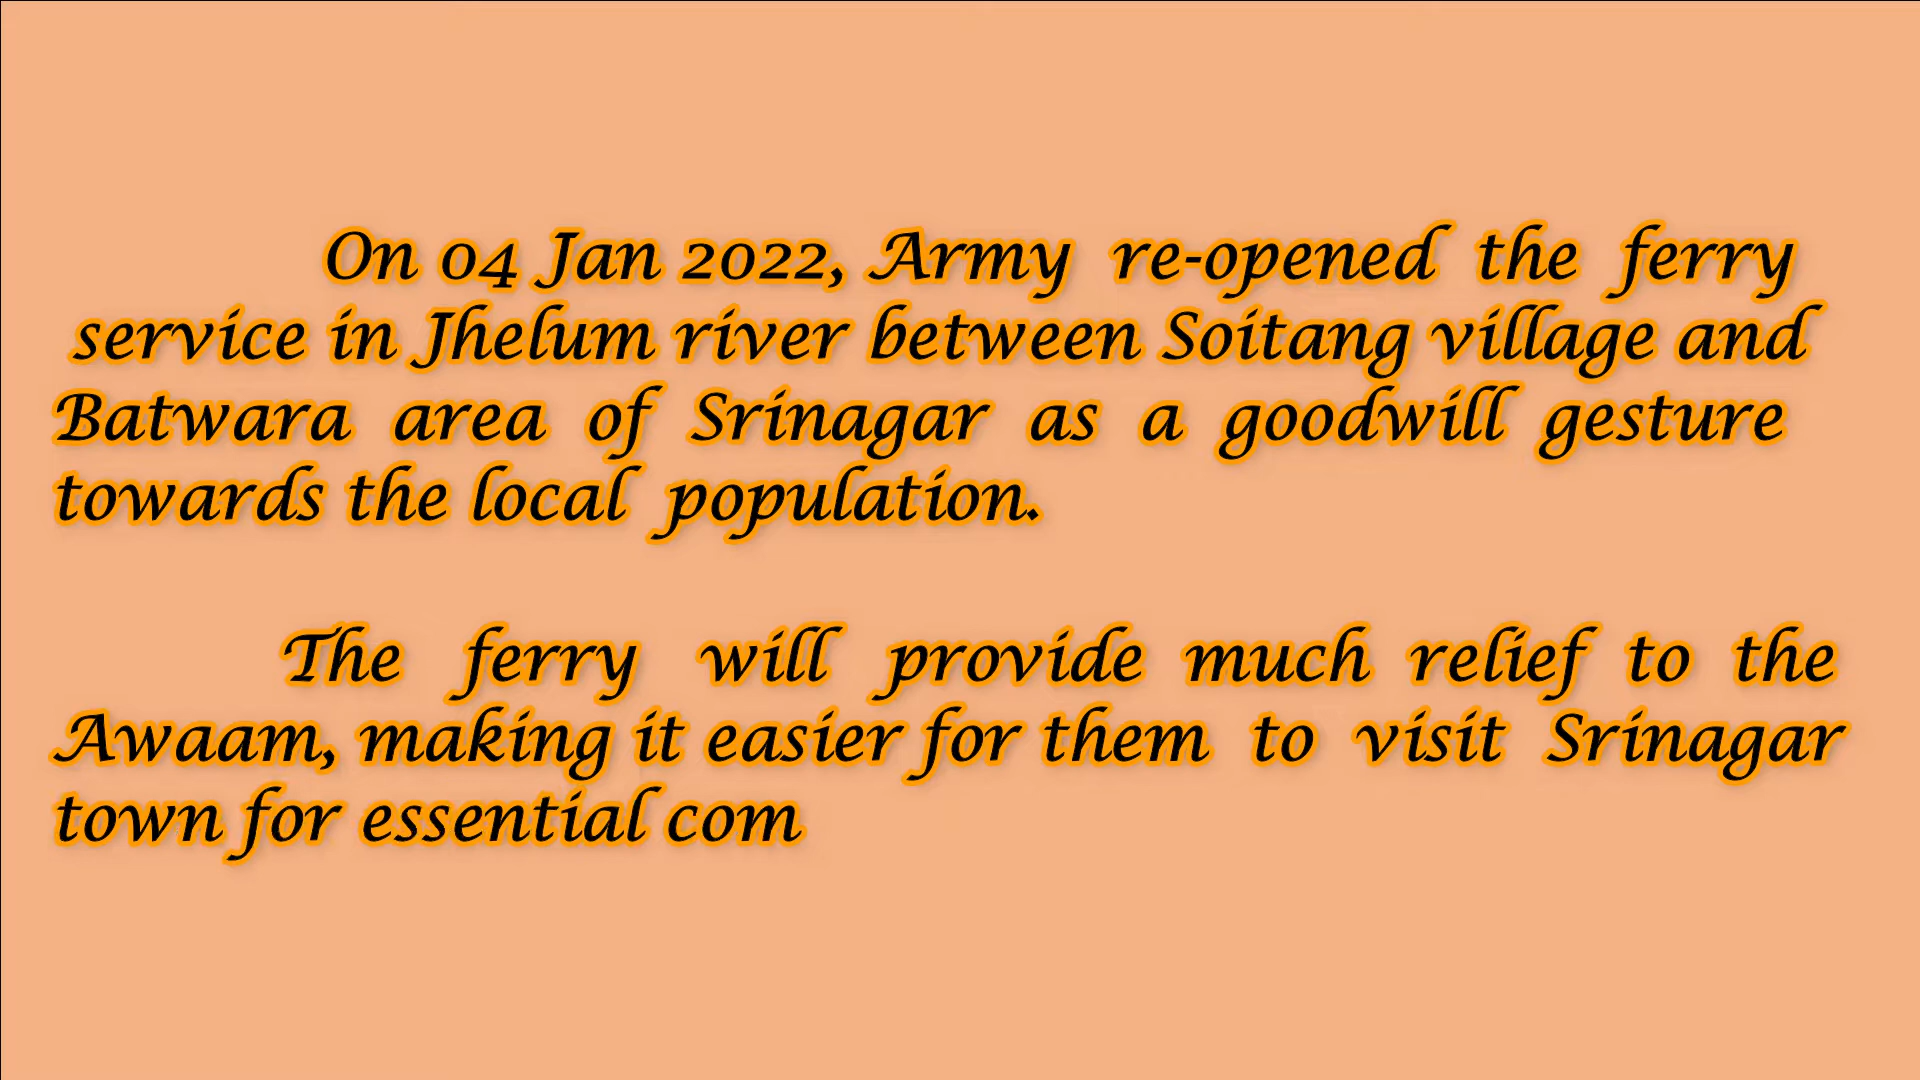 On 04 Jan 2022, Army re-opened the ferry
service in Jhelum river between Soitang village and
Batwara area of Srinagar as a goodwill gesture
towards the local population.
The ferry will provide much relief to the
Awaam, making it easier for them to visit Srinagar
town for essential com